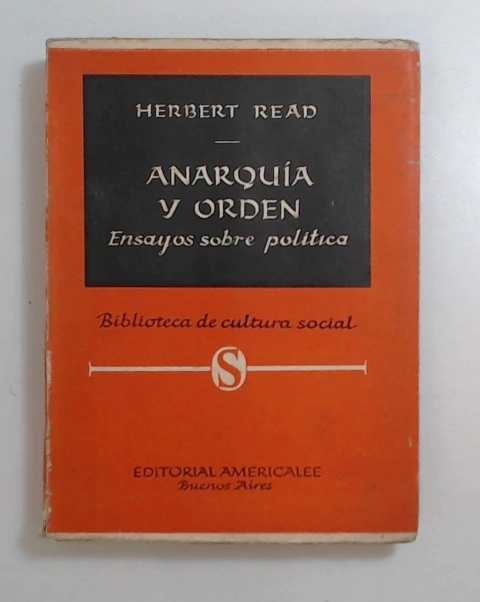 HERBERT READ
ANARQUÍA
Y ORDEN
Ensayos sobre política
Biblioteca de cultura social
S
EDITORIAL AMERICALEE
Buenos Aires